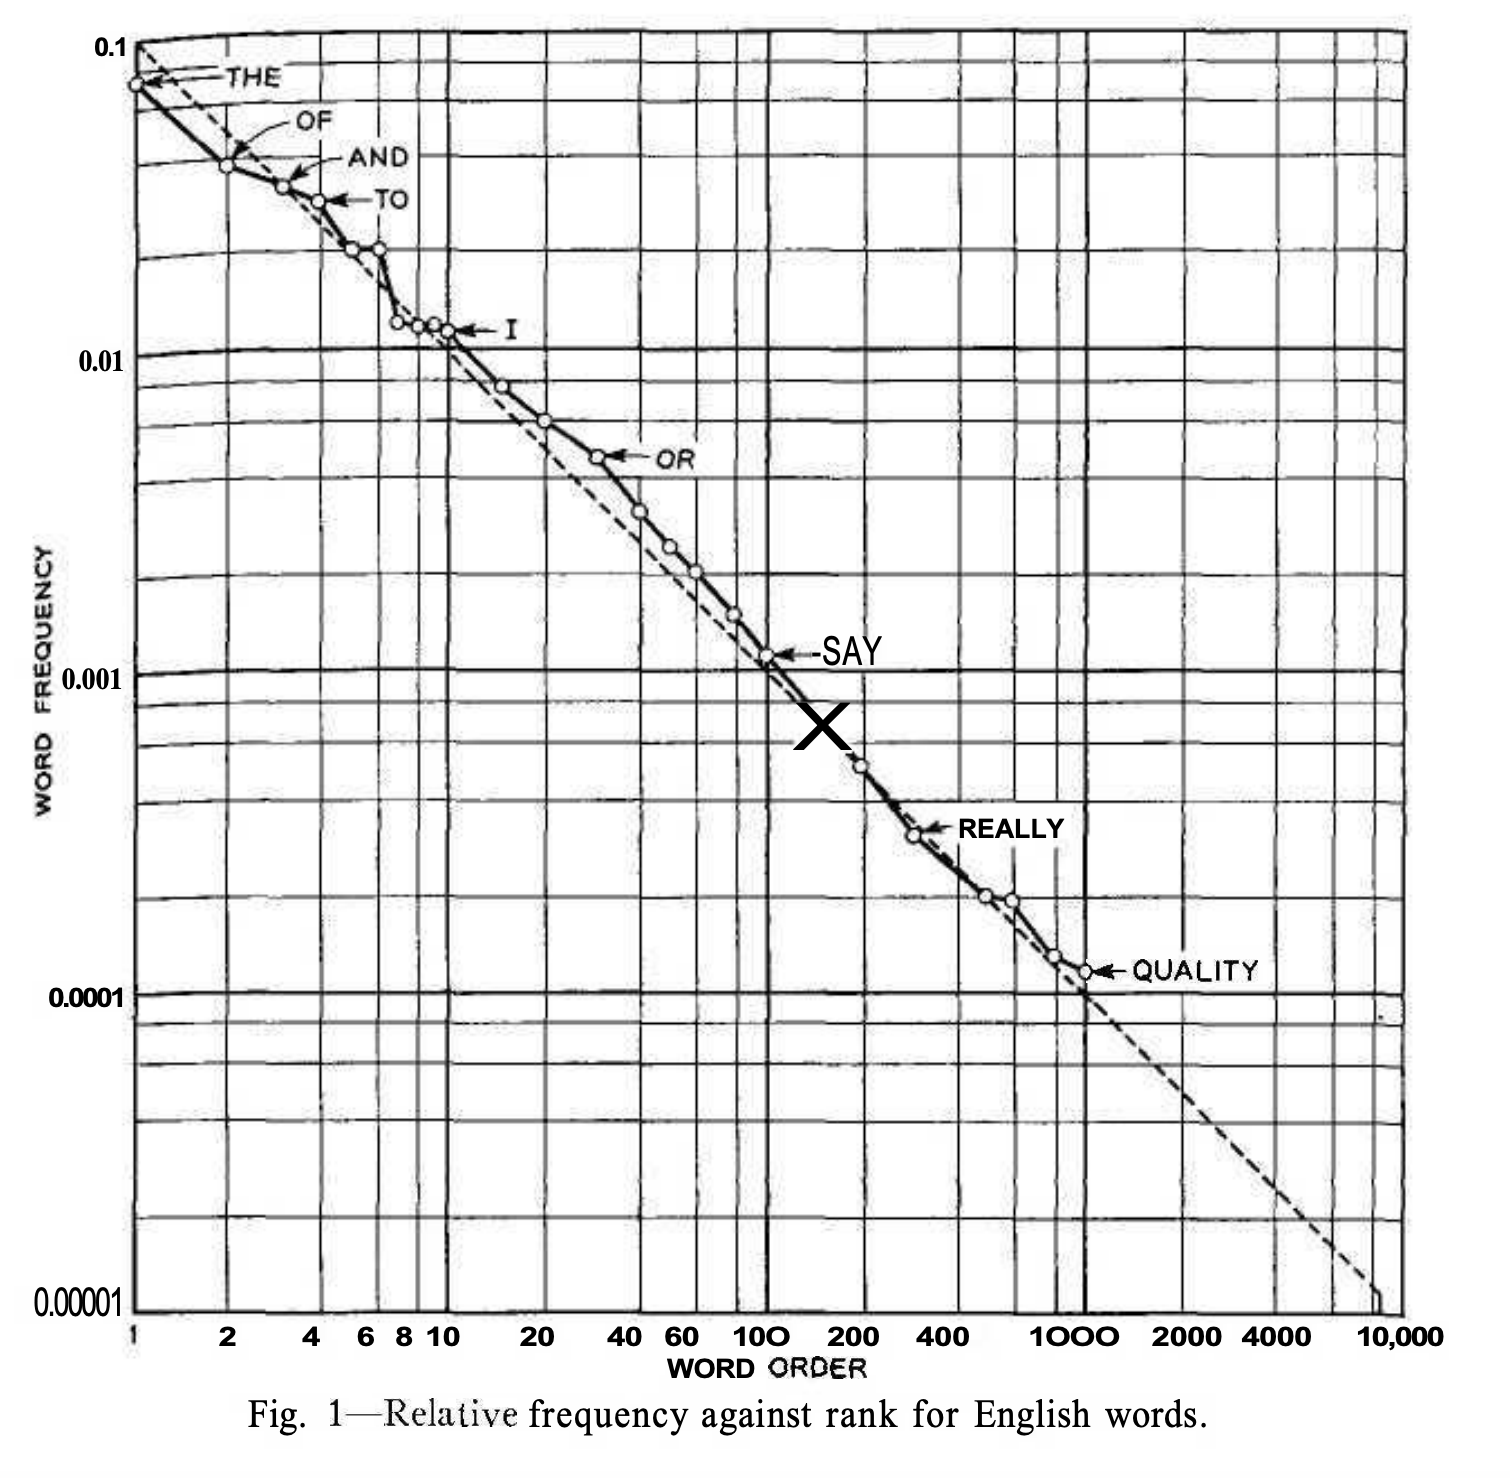 0.1
THE
OF
AND
TO
I
0.01
OR
WORD FREQUENCY
SAY
0.001
REALLY
QUALITY
0.0001
0.00001
1 2 4 6 8 10 20 40 60 100 200 400 1000 2000 4000 10,000
WORD ORDER
Fig. 1—Relative frequency against rank for English words.